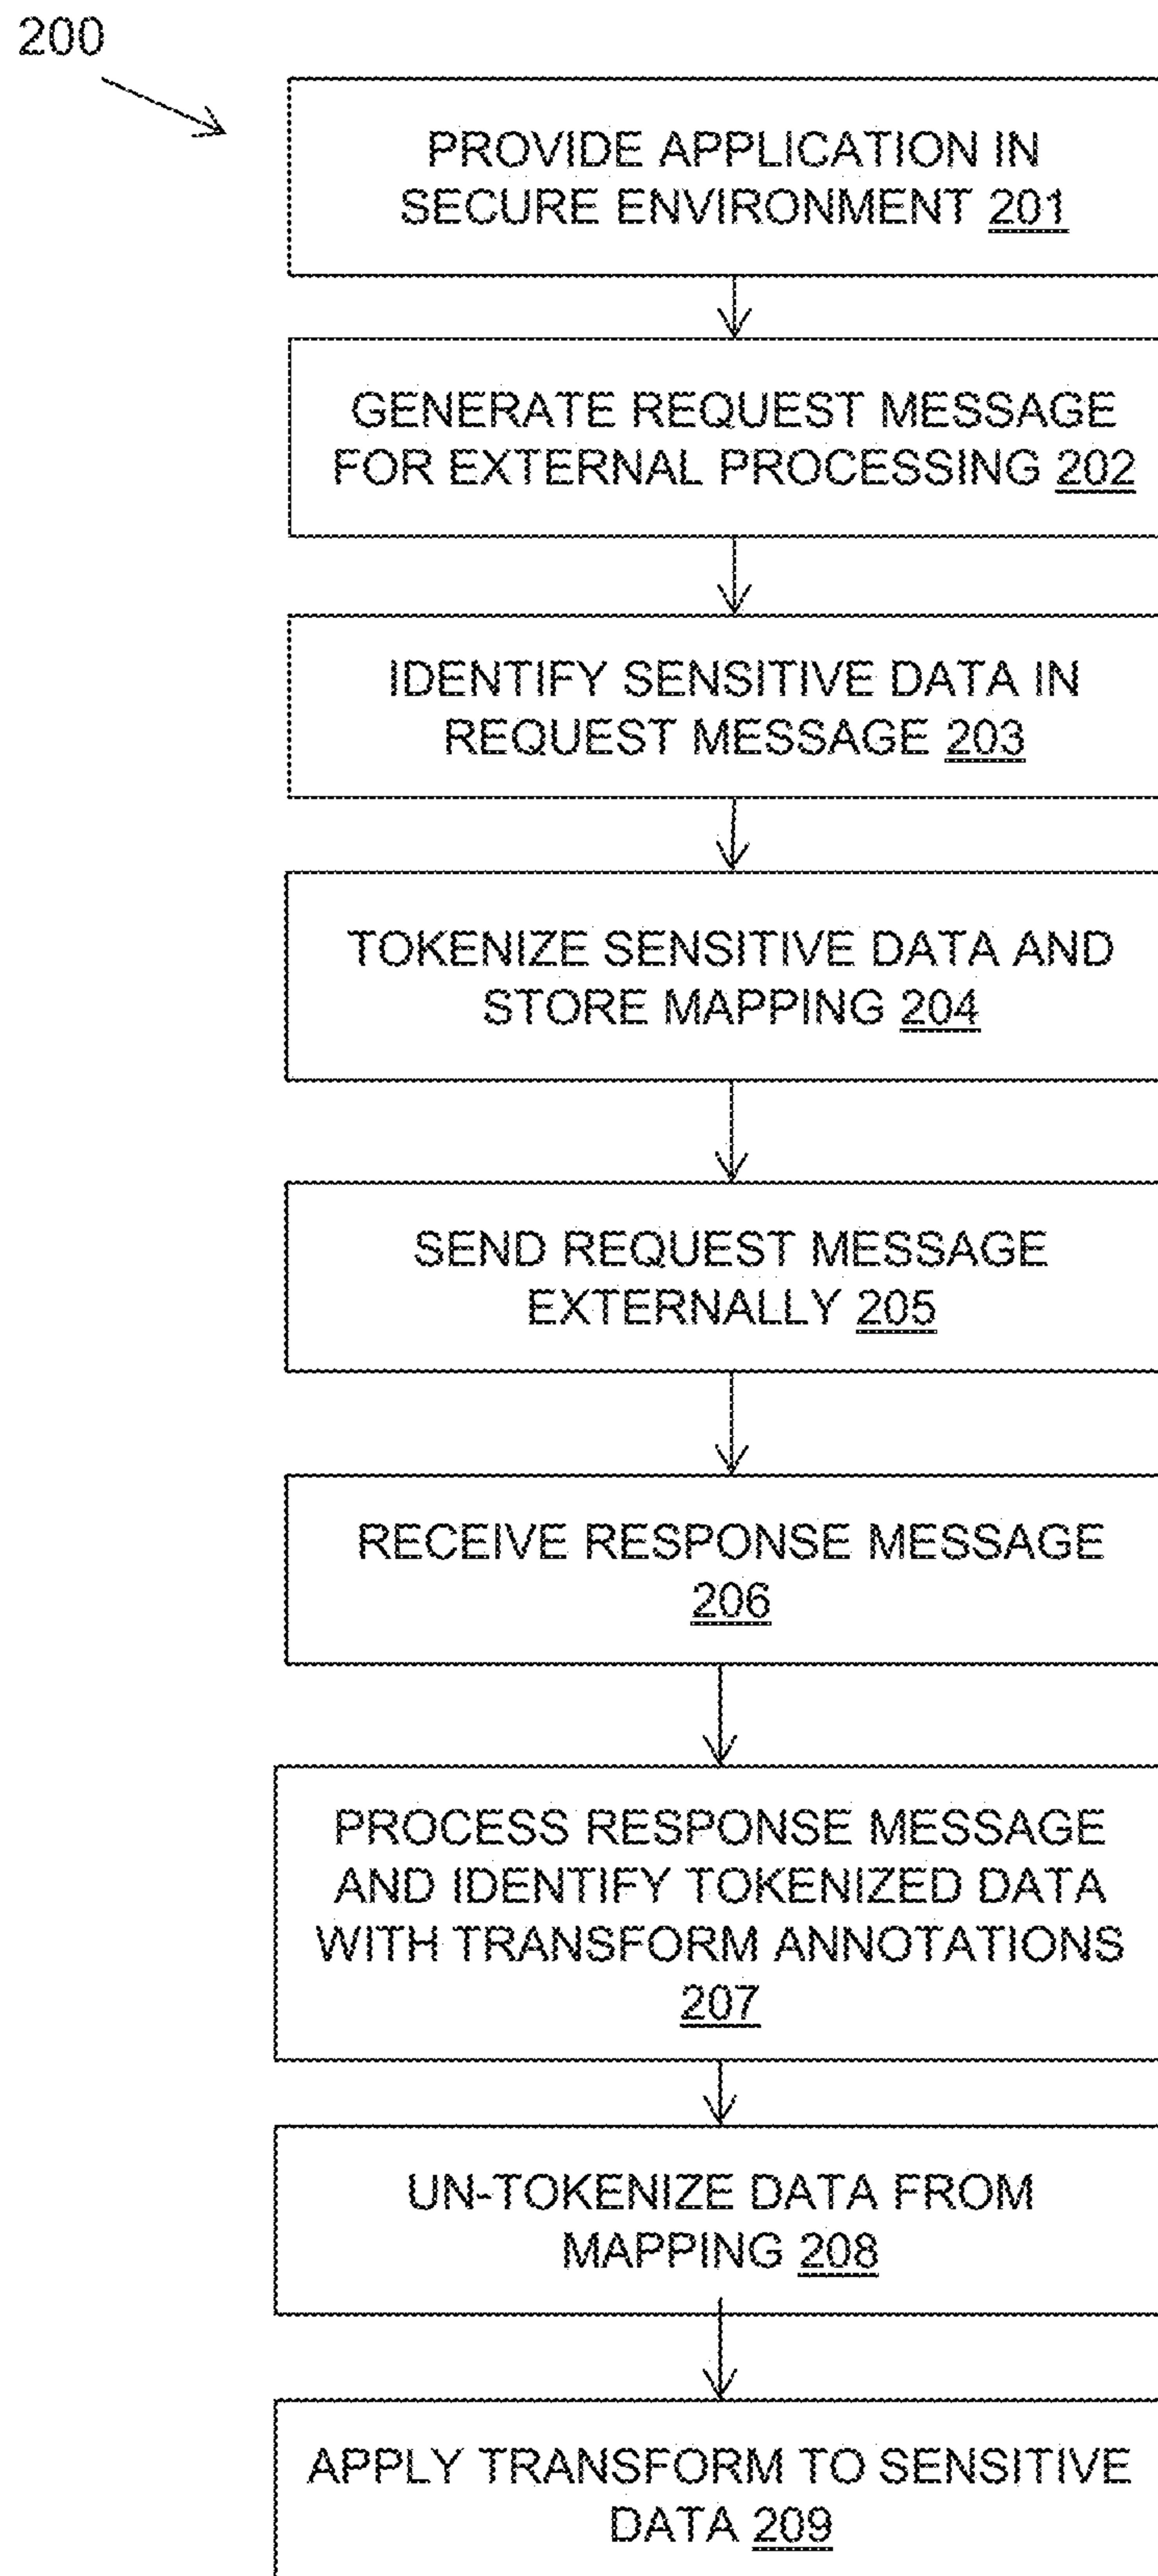 200
PROVIDE APPLICATION IN
SECURE ENVIRONMENT 201
GENERATE REQUEST MESSAGE
FOR EXTERNAL PROCESSING 202
IDENTIFY SENSITIVE DATA IN
REQUEST MESSAGE 203
TOKENIZE SENSITIVE DATA AND
STORE MAPPING 204
SEND REQUEST MESSAGE
EXTERNALLY 205
RECEIVE RESPONSE MESSAGE
206
PROCESS RESPONSE MESSAGE
AND IDENTIFY TOKENIZED DATA
WITH TRANSFORM ANNOTATIONS
207
UN-TOKENIZE DATA FROM
MAPPING 208
APPLY TRANSFORM TO SENSITIVE
DATA 209